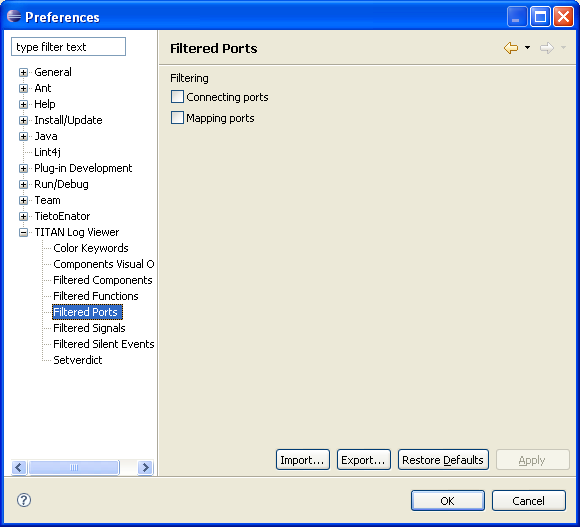 Preferences
type filter text
General
Ant
Help
Install/Update
Java
Lint4j
Plug-in Development
Run/Debug
Team
TietoEnator
TITAN Log Viewer
Color Keywords
Components Visual O
Filtered Components
Filtered Functions
Filtered Ports
Filtered Signals
Filtered Silent Events
Setverdict
Filtered Ports
Filtering
Connecting ports
Mapping ports
Import...
Export...
Restore Defaults
Apply
?
OK
Cancel